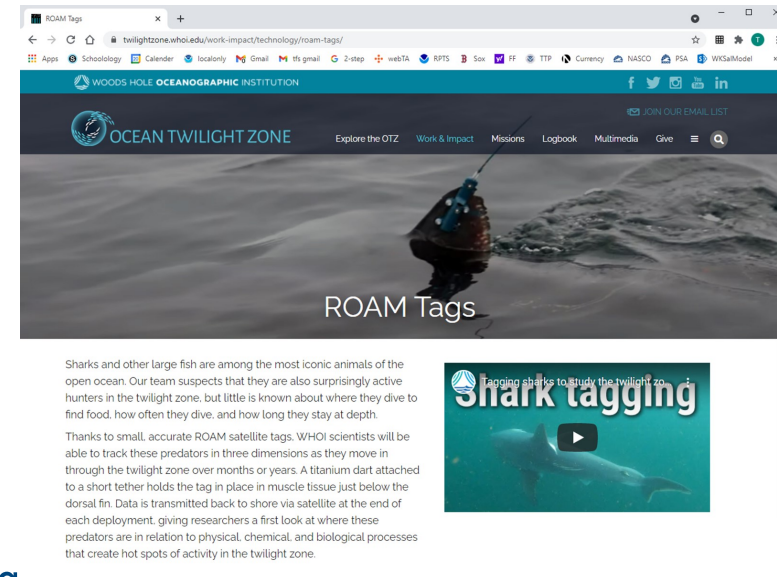 ROAM Tags
twilightzone.whoi.edu/work-impact/technology/roam-tags/
Apps Schoology Calender localonly Gmail tfs gmail 2-step webTA RPTS Sox FF TTP Currency NASCO PSA WKSalModel
WOODS HOLE OCEANOGRAPHIC INSTITUTION
JOIN OUR EMAIL LIST
OCEAN TWILIGHT ZONE
Explore the OTZ Work & Impact Missions Logbook Multimedia Give
ROAM Tags
Sharks and other large fish are among the most iconic animals of the
open ocean. Our team suspects that they are also surprisingly active
hunters in the twilight zone, but little is known about where they dive to
find food, how often they dive, and how long they stay at depth.
Thanks to small, accurate ROAM satellite tags, WHOI scientists will be
able to track these predators in three dimensions as they move in
through the twilight zone over months or years. A titanium dart attached
to a short tether holds the tag in place in muscle tissue just below the
dorsal fin. Data is transmitted back to shore via satellite at the end of
each deployment, giving researchers a first look at where these
predators are in relation to physical, chemical, and biological processes
that create hot spots of activity in the twilight zone.
Tagging sharks to study the twilight zo...
Shark tagging